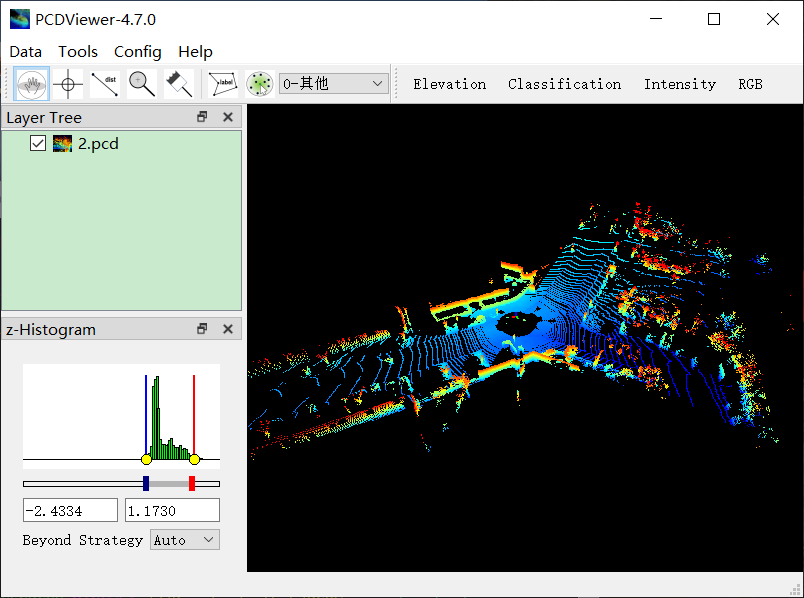 PCDViewer-4.7.0
Data Tools Config Help
dist label 0-其他 Elevation Classification Intensity RGB
Layer Tree
2.pcd
z-Histogram
-2.4334 1.1730
Beyond Strategy Auto